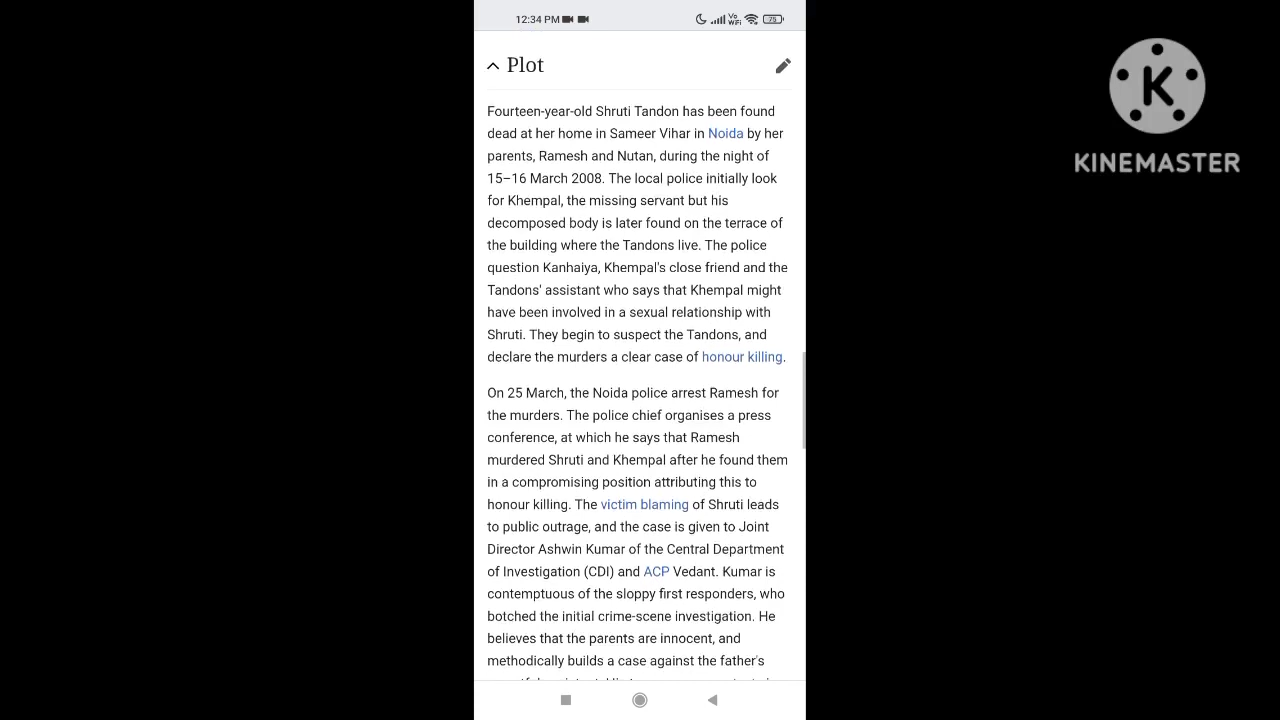 12:34 PM
Vo
WiFi
75
Plot
Fourteen-year-old Shruti Tandon has been found
dead at her home in Sameer Vihar in Noida by her
parents, Ramesh and Nutan, during the night of
15–16 March 2008. The local police initially look
for Khempal, the missing servant but his
decomposed body is later found on the terrace of
the building where the Tandons live. The police
question Kanhaiya, Khempal's close friend and the
Tandons' assistant who says that Khempal might
have been involved in a sexual relationship with
Shruti. They begin to suspect the Tandons, and
declare the murders a clear case of honour killing.
On 25 March, the Noida police arrest Ramesh for
the murders. The police chief organises a press
conference, at which he says that Ramesh
murdered Shruti and Khempal after he found them
in a compromising position attributing this to
honour killing. The victim blaming of Shruti leads
to public outrage, and the case is given to Joint
Director Ashwin Kumar of the Central Department
of Investigation (CDI) and ACP Vedant. Kumar is
contemptuous of the sloppy first responders, who
botched the initial crime-scene investigation. He
believes that the parents are innocent, and
methodically builds a case against the father's
K
KINEMASTER